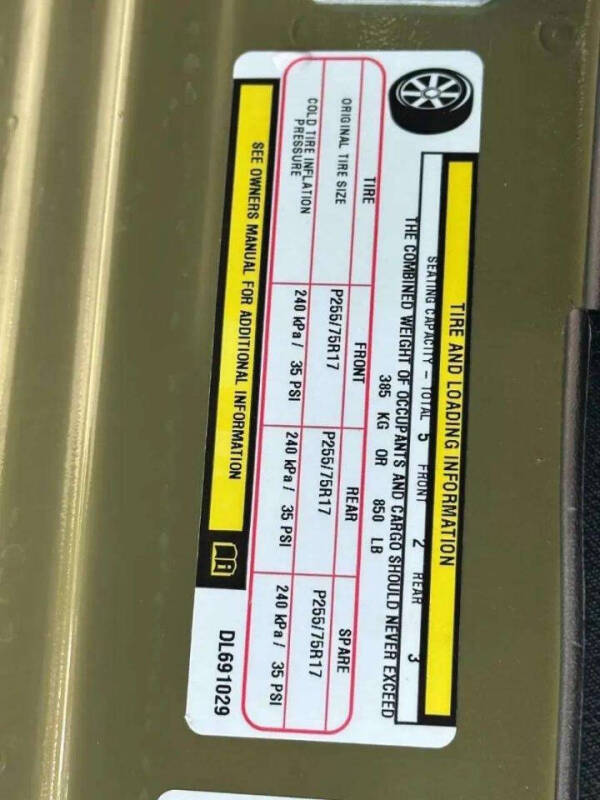 TIRE AND LOADING INFORMATION
SEATING CAPACITY - TOTAL 5 FRONT 2 REAR 3
THE COMBINED WEIGHT OF OCCUPANTS AND CARGO SHOULD NEVER EXCEED
385 KG OR 850 LB
TIRE FRONT REAR SPARE
ORIGINAL TIRE SIZE P255/75R17 P255/75R17 P255/75R17
COLD TIRE INFLATION
PRESSURE 240 kPa / 35 PSI 240 kPa / 35 PSI 240 kPa / 35 PSI
SEE OWNERS MANUAL FOR ADDITIONAL INFORMATION
DL691029